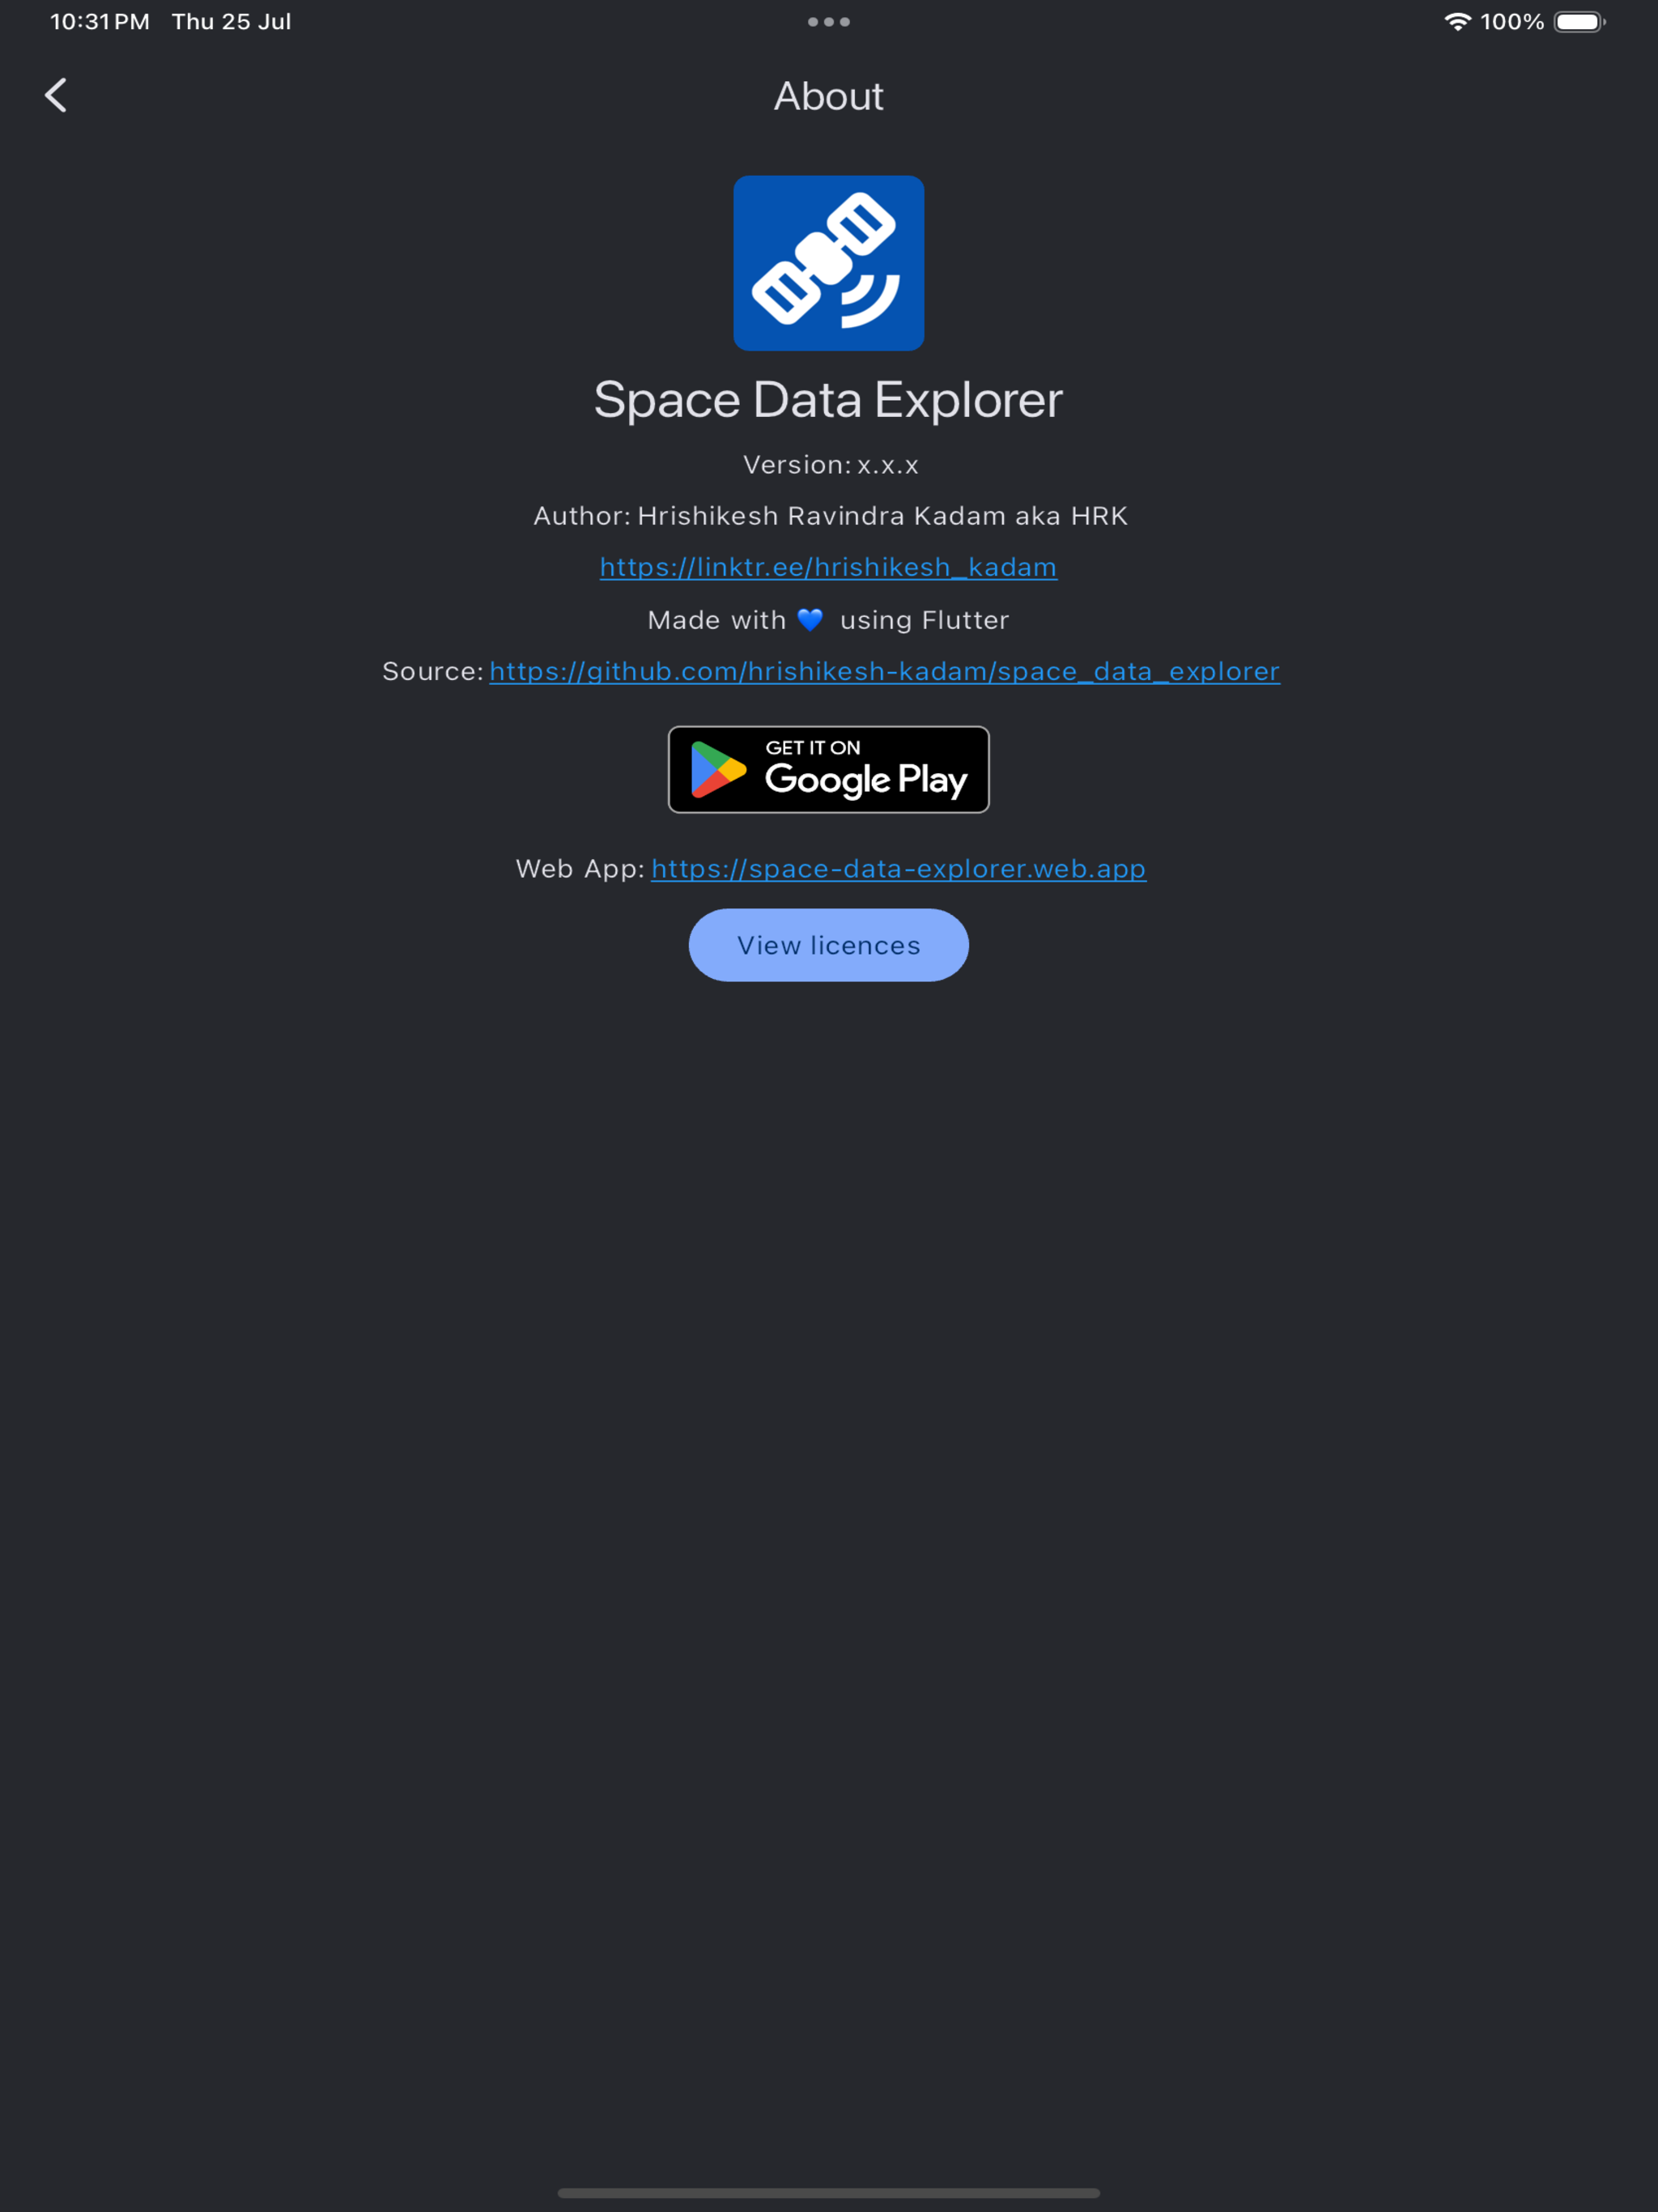 10:31 PM Thu 25 Jul 100%
About
Space Data Explorer
Version: x.x.x
Author: Hrishikesh Ravindra Kadam aka HRK
https://linktr.ee/hrishikesh_kadam
Made with 💙 using Flutter
Source: https://github.com/hrishikesh-kadam/space_data_explorer
GET IT ON
Google Play
Web App: https://space-data-explorer.web.app
View licences